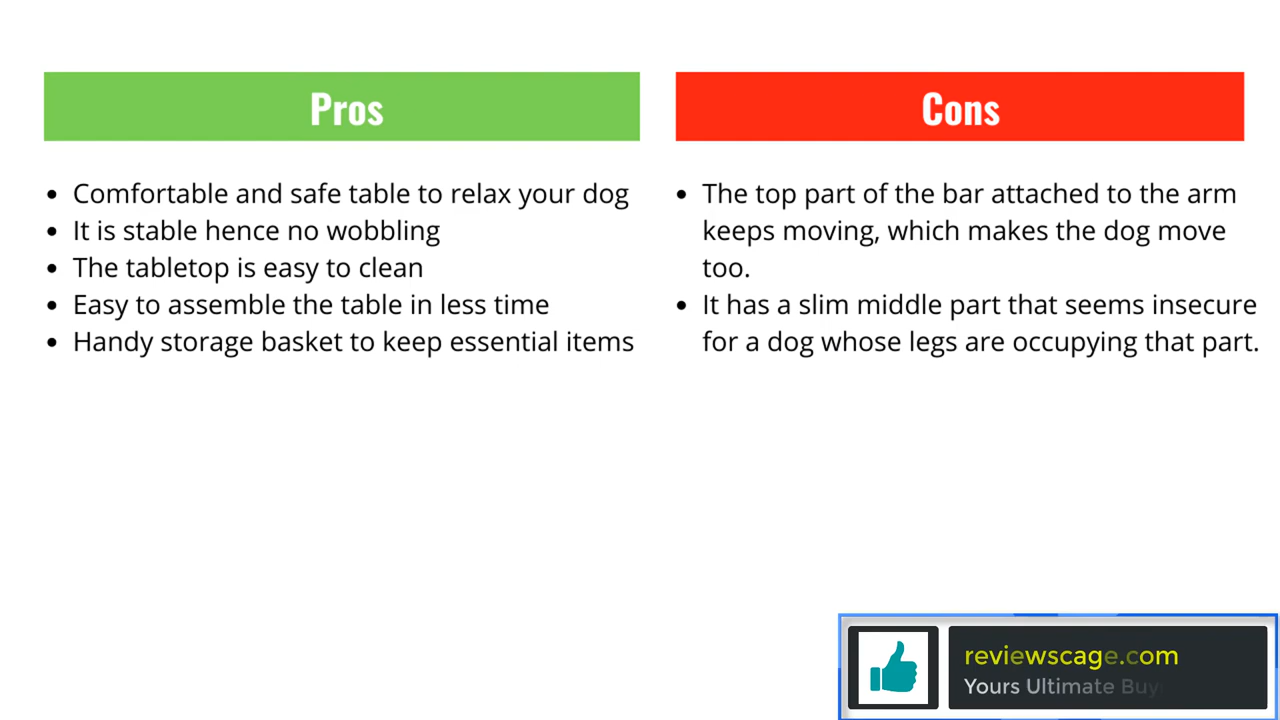 Pros
Cons
• Comfortable and safe table to relax your dog
• It is stable hence no wobbling
• The tabletop is easy to clean
• Easy to assemble the table in less time
• Handy storage basket to keep essential items
• The top part of the bar attached to the arm
keeps moving, which makes the dog move
too.
• It has a slim middle part that seems insecure
for a dog whose legs are occupying that part.
reviewscage.com
Yours Ultimate Buy